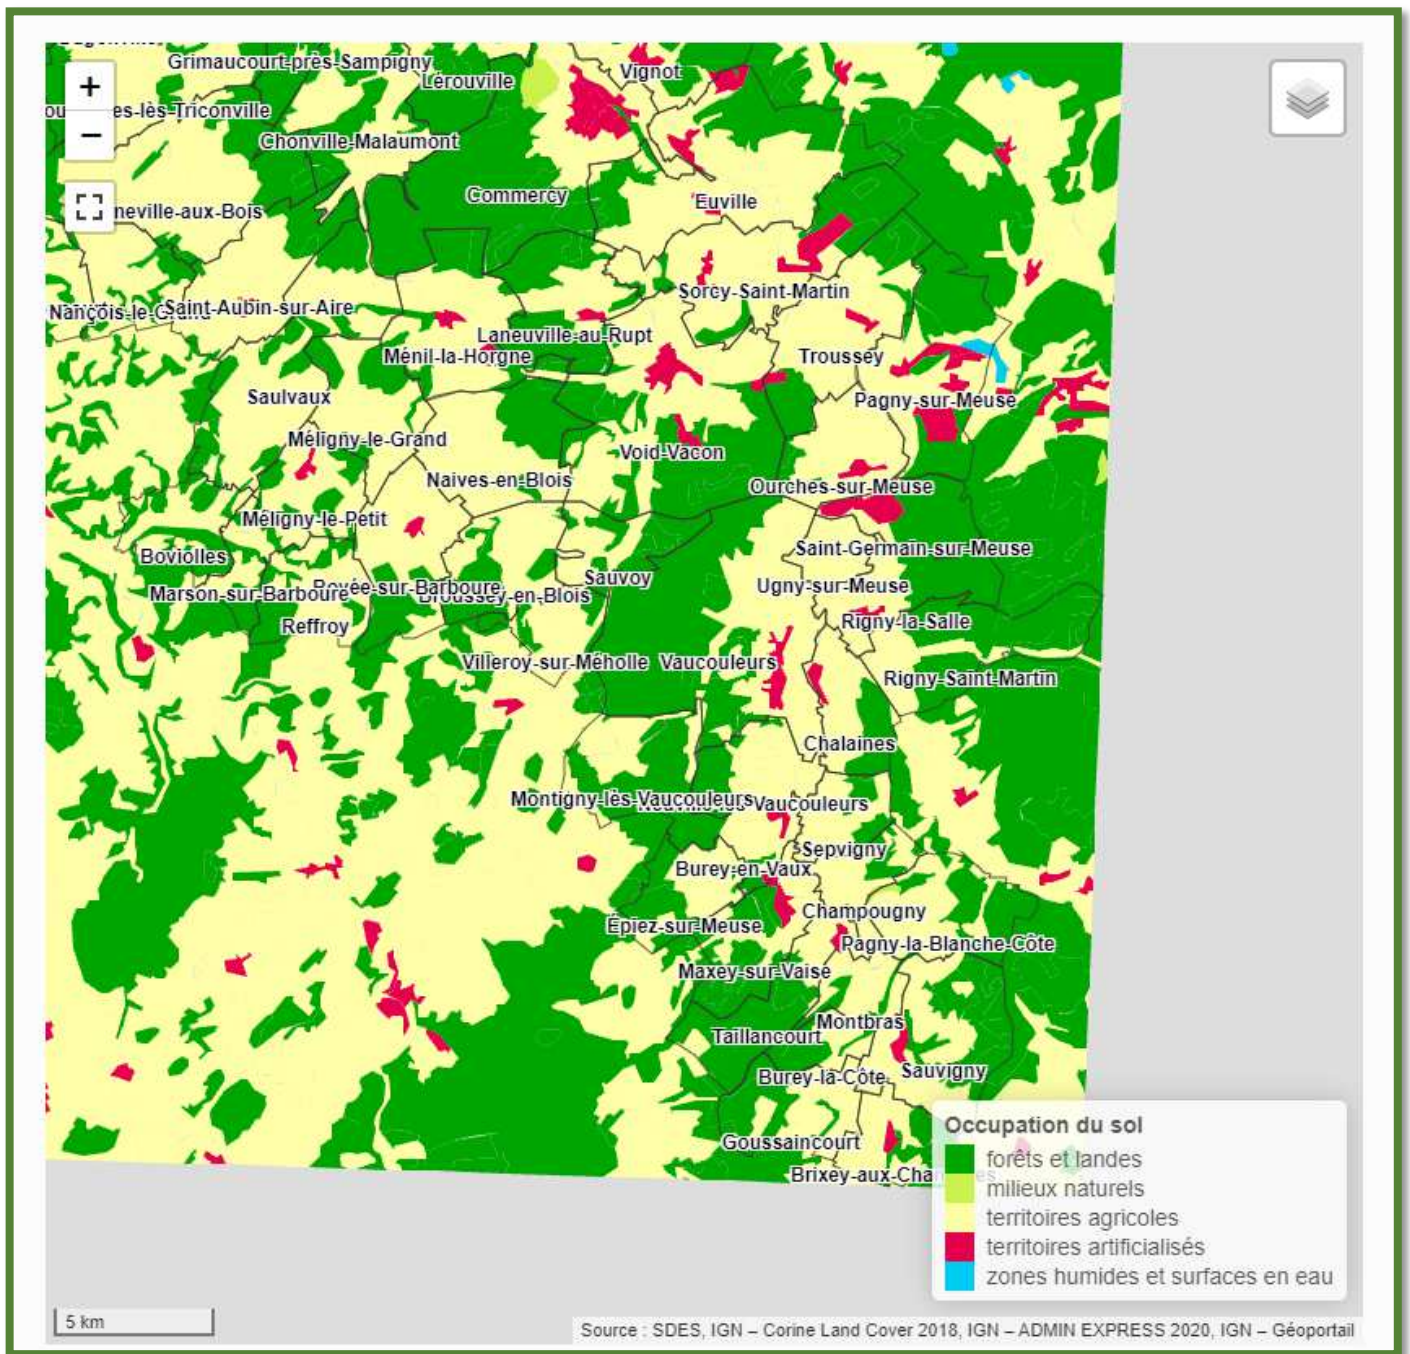 +
Grimaucourt-près-Sampigny
Lérouville
Vignot
es-lès-Triconville
−
Chonville-Malaumont
Commercy
Euville
neville-aux-Bois
Sorcy-Saint-Martin
Saint-Aubin-sur-Aire
Nançois-le-Grand
Laneuville-au-Rupt
Ménil-la-Horgne
Troussey
Saulvaux
Pagny-sur-Meuse
Méligny-le-Grand
Void-Vacon
Naives-en-Blois
Ourches-sur-Meuse
Méligny-le-Petit
Saint-Germain-sur-Meuse
Boviolles
Sauvoy
Ugny-sur-Meuse
Marson-sur-Barboure
Bovée-sur-Barboure
Broussey-en-Blois
Rigny-la-Salle
Reffroy
Villeroy-sur-Méholle
Vaucouleurs
Rigny-Saint-Martin
Chalaines
Montigny-lès-Vaucouleurs
Vaucouleurs
Sepvigny
Burey-en-Vaux
Champougny
Épiez-sur-Meuse
Pagny-la-Blanche-Côte
Maxey-sur-Vaise
Montbras
Taillancourt
Sauvigny
Burey-la-Côte
Goussaincourt
Brixey-aux-Cha
Occupation du sol
forêts et landes
milieux naturels
territoires agricoles
territoires artificialisés
zones humides et surfaces en eau
5 km
Source : SDES, IGN – Corine Land Cover 2018, IGN – ADMIN EXPRESS 2020, IGN – Géoportail